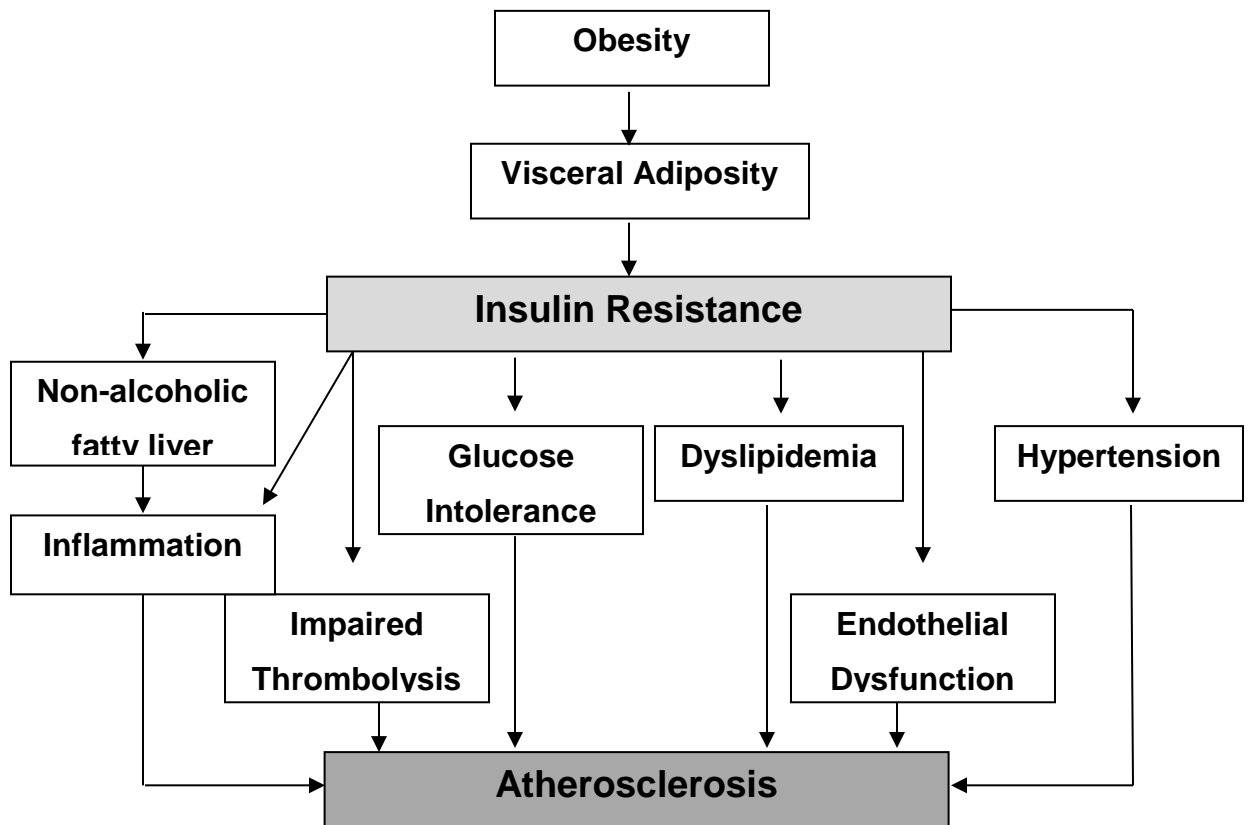 Obesity
Visceral Adiposity
Insulin Resistance
Non-alcoholic
fatty liver
Glucose
Intolerance
Dyslipidemia
Hypertension
Inflammation
Impaired
Thrombolysis
Endothelial
Dysfunction
Atherosclerosis